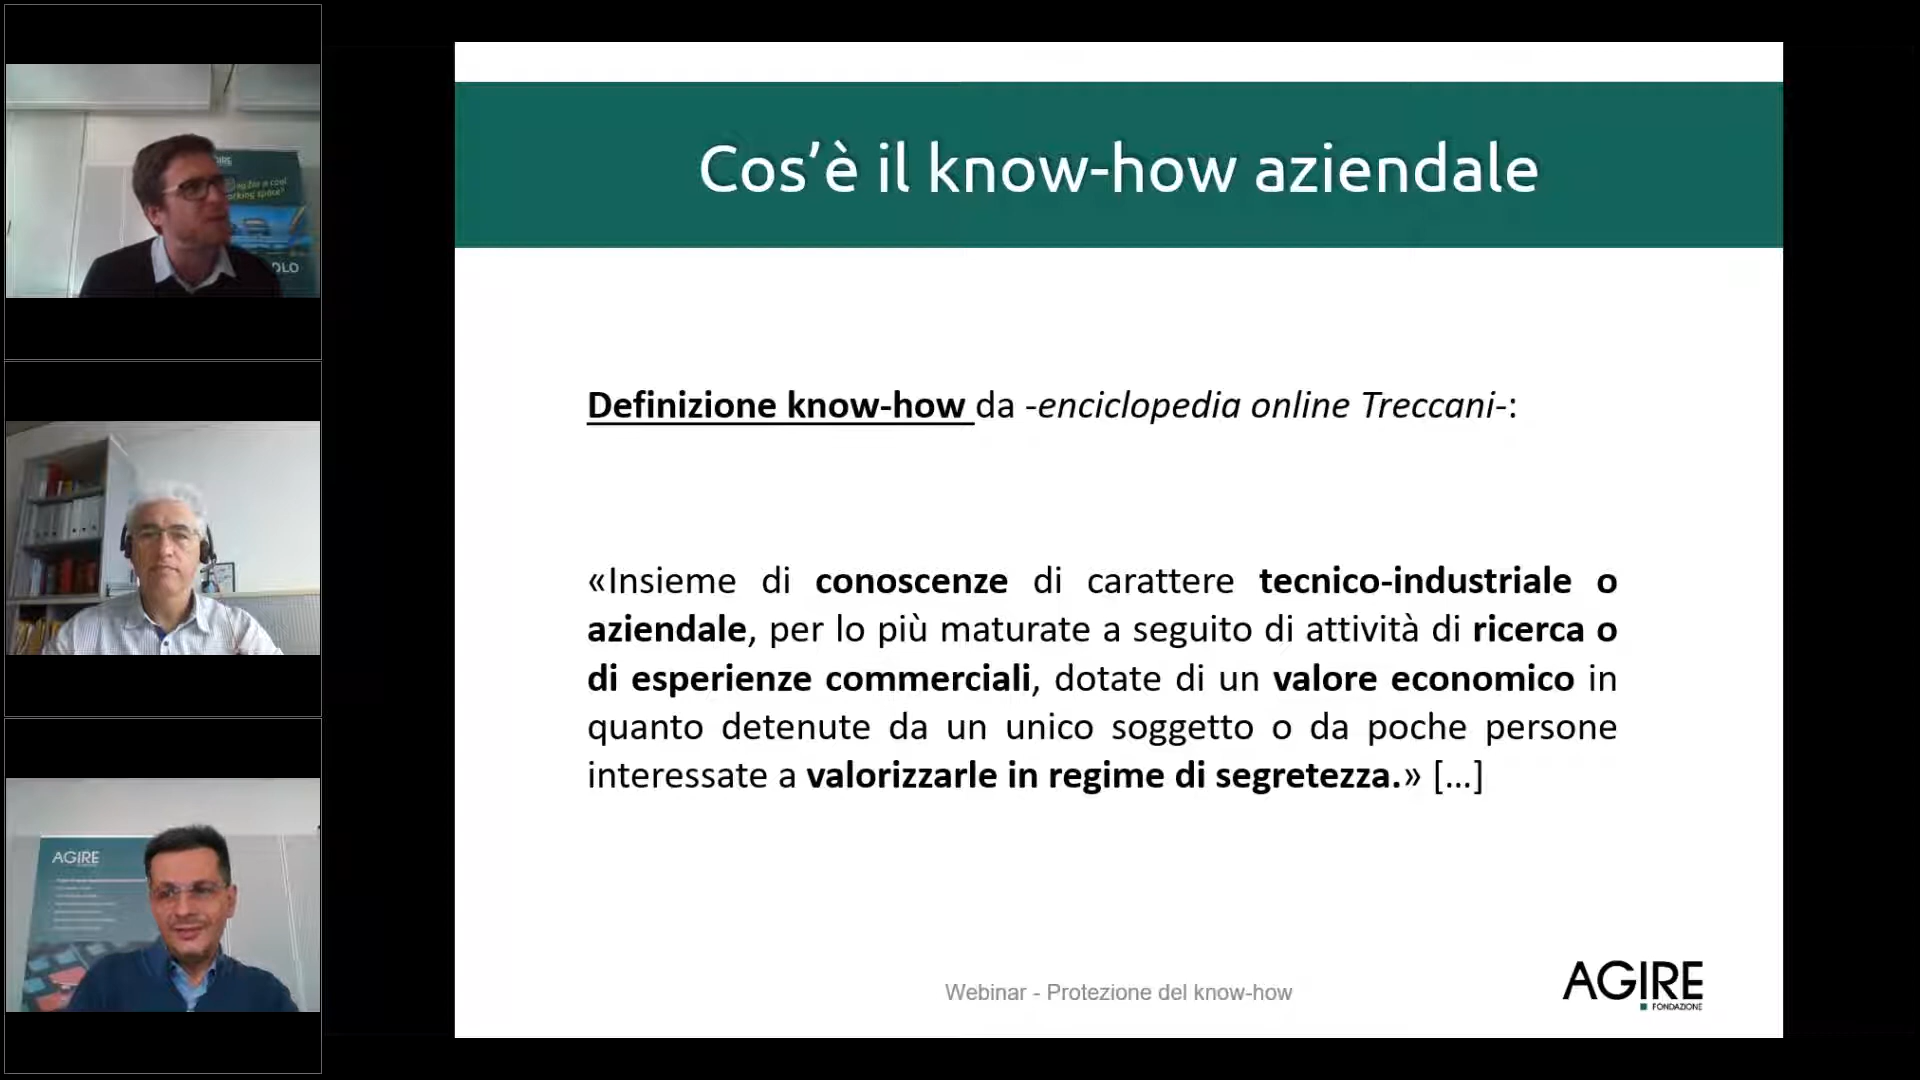 Cos’è il know-how aziendale
Definizione know-how da -enciclopedia online Treccani-:
«Insieme di conoscenze di carattere tecnico-industriale o
aziendale, per lo più maturate a seguito di attività di ricerca o
di esperienze commerciali, dotate di un valore economico in
quanto detenute da un unico soggetto o da poche persone
interessate a valorizzarle in regime di segretezza.» [...]
Webinar - Protezione del know-how
AGIRE
FONDAZIONE
AGIRE